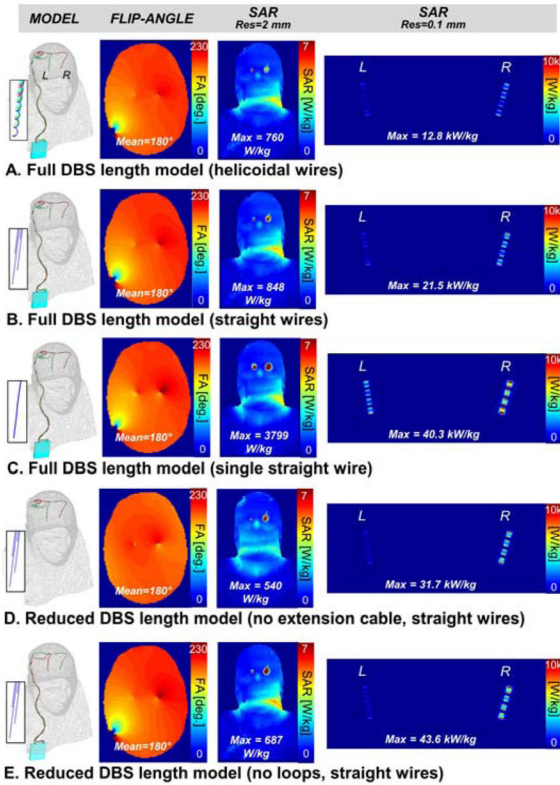 MODEL FLIP-ANGLE SAR SAR
Res=2 mm Res=0.1 mm
L R
230
FA [deg.]
0
Mean=180°
7
SAR [W/kg]
0
Max = 760
W/kg
L R
Max = 12.8 kW/kg
10k
[W/kg]
0
A. Full DBS length model (helicoidal wires)
230
FA [deg.]
0
Mean=180°
7
SAR [W/kg]
0
Max = 848
W/kg
L R
Max = 21.5 kW/kg
10k
[W/kg]
0
B. Full DBS length model (straight wires)
230
FA [deg.]
0
Mean=180°
7
SAR [W/kg]
0
Max = 3799
W/kg
L R
Max = 40.3 kW/kg
10k
[W/kg]
0
C. Full DBS length model (single straight wire)
230
FA [deg.]
0
Mean=180°
7
SAR [W/kg]
0
Max = 540
W/kg
L R
Max = 31.7 kW/kg
10k
[W/kg]
0
D. Reduced DBS length model (no extension cable, straight wires)
230
FA [deg.]
0
Mean=180°
7
SAR [W/kg]
0
Max = 687
W/kg
L R
Max = 43.6 kW/kg
10k
[W/kg]
0
E. Reduced DBS length model (no loops, straight wires)